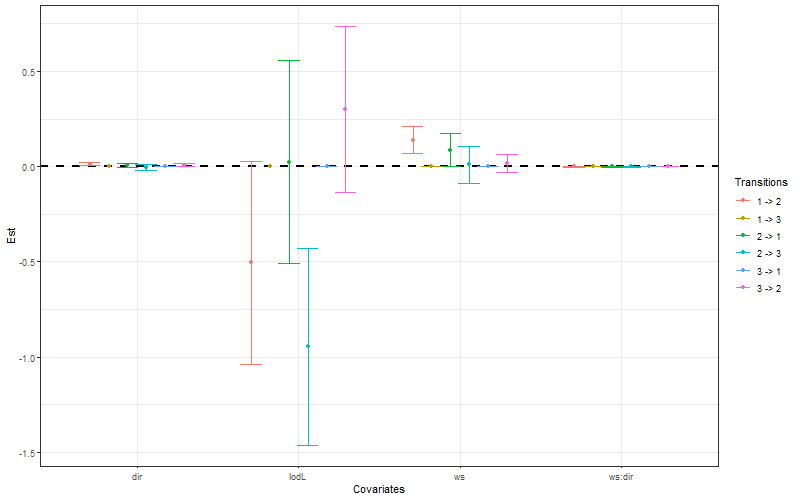 0.5
0.0
-0.5
-1.0
-1.5
Est
dir
lodL
ws
ws:dir
Covariates
Transitions
1 -> 2
1 -> 3
2 -> 1
2 -> 3
3 -> 1
3 -> 2